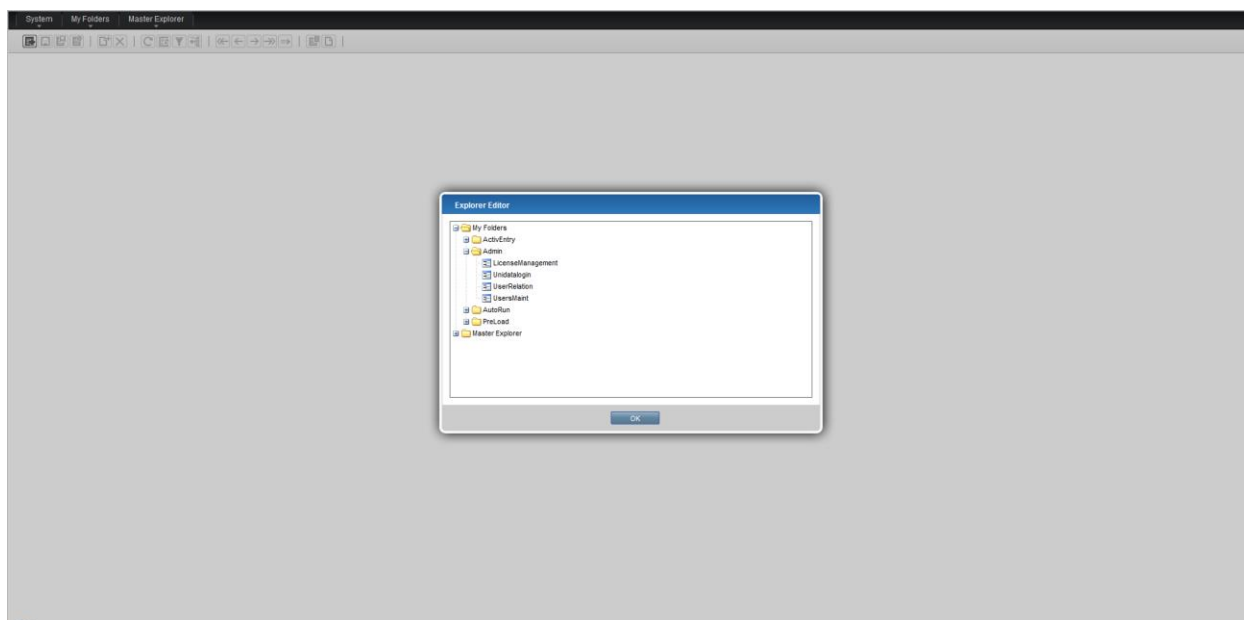 System My Folders Master Explorer
Explorer Editor
My Folders
ActivEntry
Admin
LicenseManagement
Unidatalogin
UserRelation
UsersMaint
AutoRun
PreLoad
Master Explorer
OK